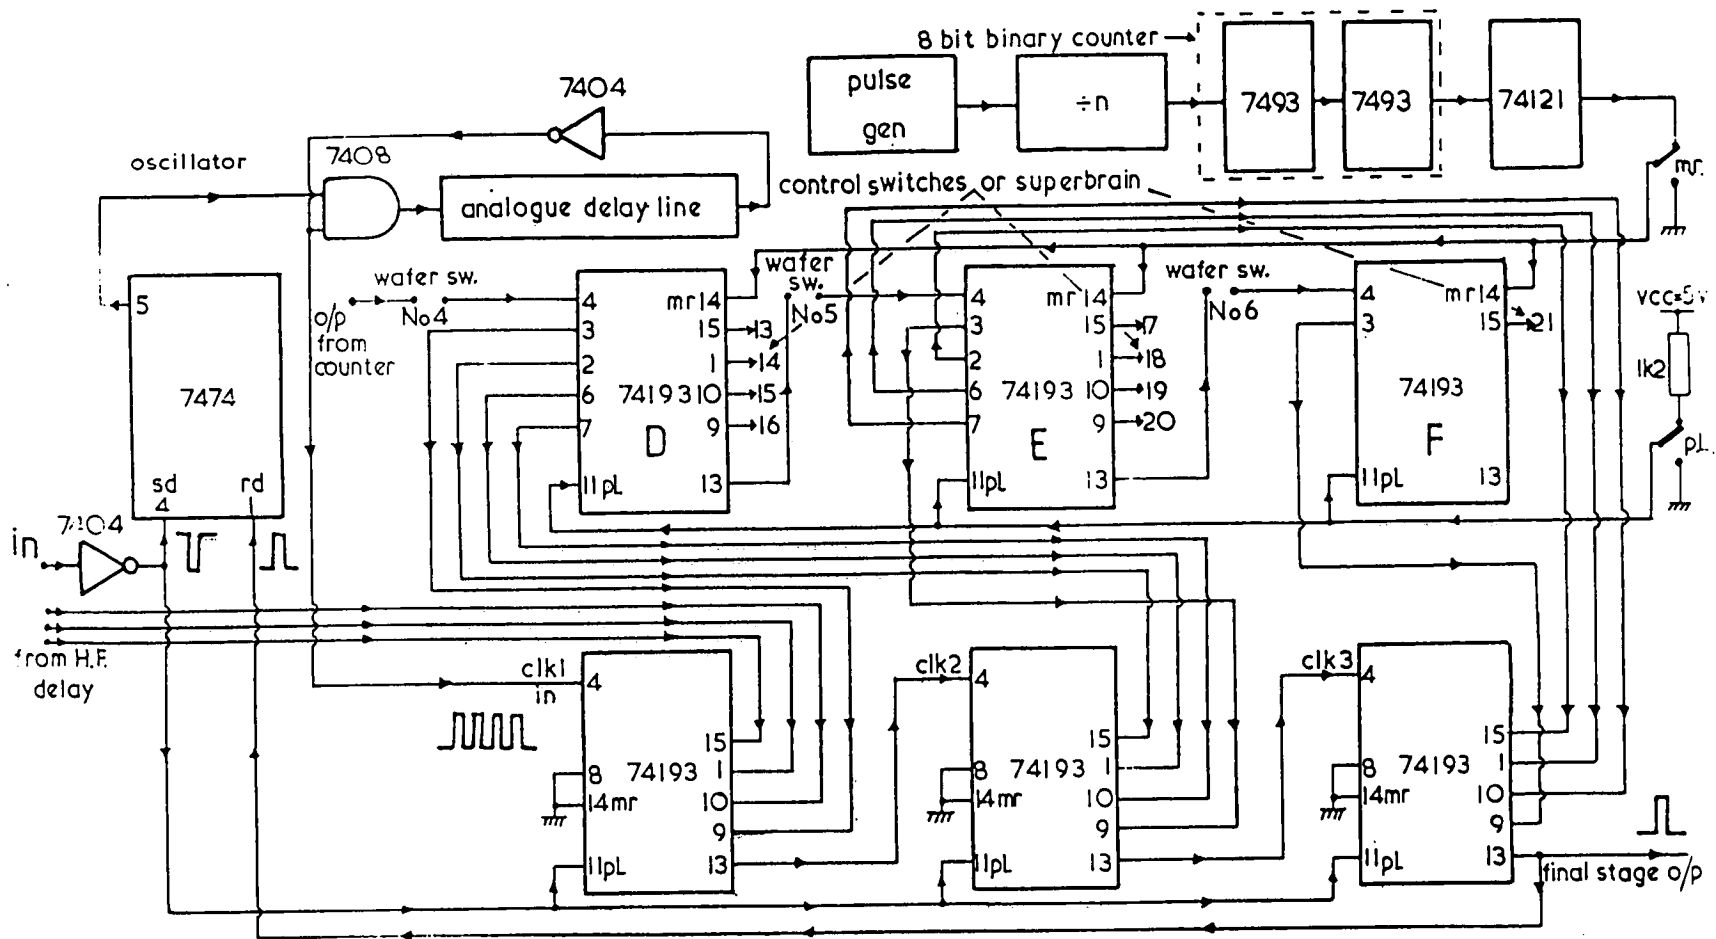 8 bit binary counter
pulse
gen
÷n
7493
7493
74121
mr.
7404
oscillator
7408
analogue delay line
control switches or superbrain
5
7474
sd
4
rd
in
7404
wafer sw.
No4
o/p
from
counter
4
3
2
6
7
11pL
mr14
15
13
1
14
74193
10
15
9
16
D
13
wafer
sw.
No5
4
3
2
6
7
11pL
mr14
15
17
1
18
74193
10
19
9
20
E
13
wafer sw.
No6
4
3
11pL
mr14
15
21
74193
F
13
vcc=5v
1k2
pL.
from H.F.
delay
clk1
in
4
15
8
74193
1
14mr
10
9
11pL
13
clk2
4
15
8
74193
1
14mr
10
9
11pL
13
clk3
4
15
8
74193
1
14mr
10
9
11pL
13
final stage o/p